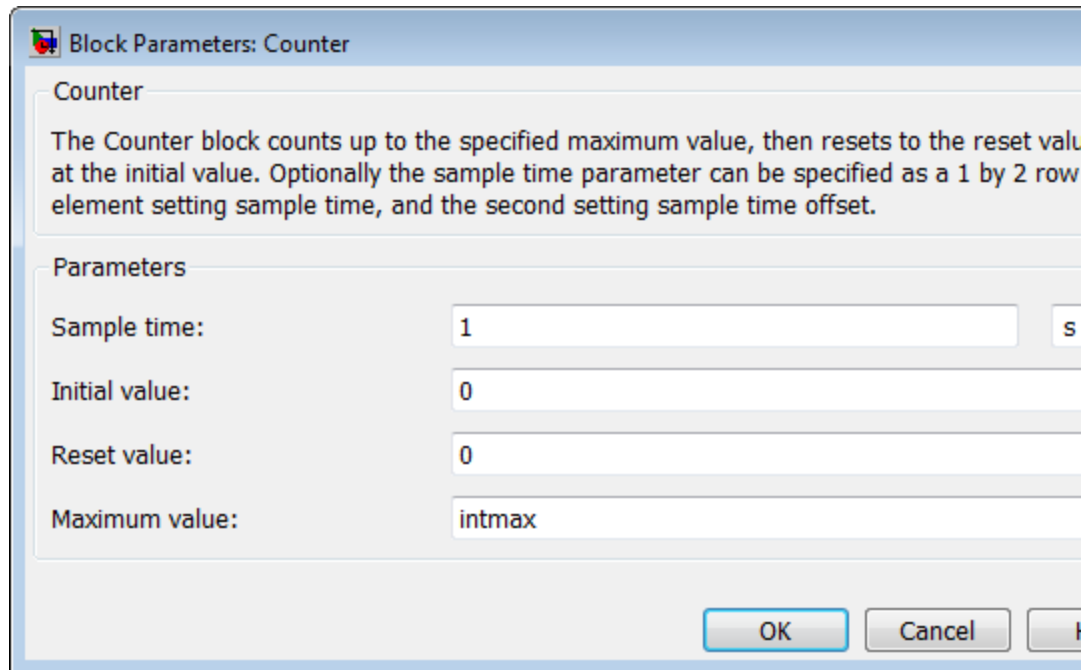 Block Parameters: Counter
Counter
The Counter block counts up to the specified maximum value, then resets to the reset
at the initial value. Optionally the sample time parameter can be specified as a 1 by 2 row
element setting sample time, and the second setting sample time offset.
Parameters
Sample time: 1 s
Initial value: 0
Reset value: 0
Maximum value: intmax
OK Cancel